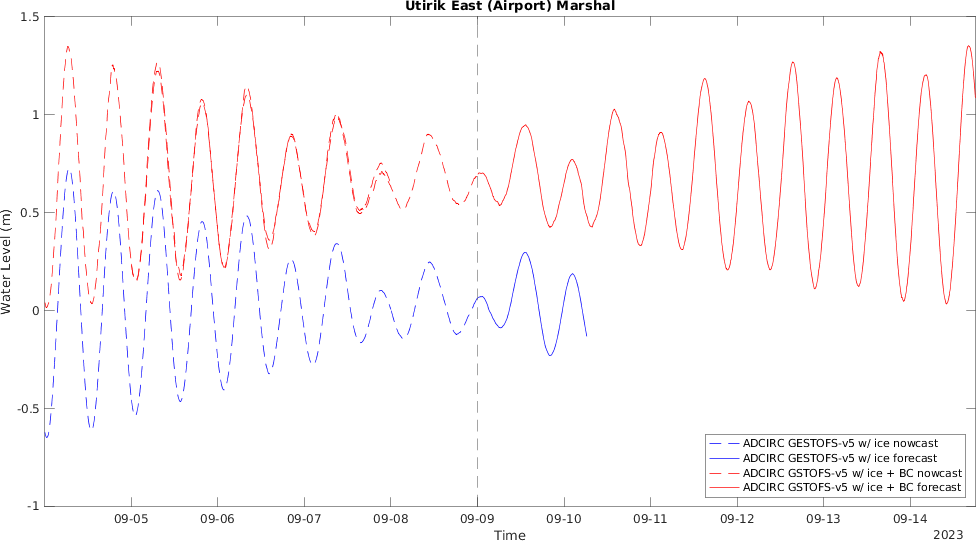 Utirik East (Airport) Marshal
1.5
1
0.5
0
-0.5
-1
Water Level (m)
ADCIRC GESTOFS-v5 w/ ice nowcast
ADCIRC GESTOFS-v5 w/ ice forecast
ADCIRC GSTOFS-v5 w/ ice + BC nowcast
ADCIRC GSTOFS-v5 w/ ice + BC forecast
09-05 09-06 09-07 09-08 09-09 09-10 09-11 09-12 09-13 09-14
Time
2023